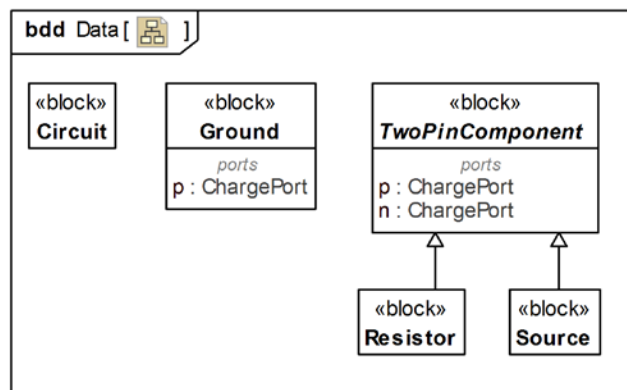 bdd Data [ ]
«block»
Circuit
«block»
Ground
ports
p : ChargePort
«block»
TwoPinComponent
ports
p : ChargePort
n : ChargePort
«block»
Resistor
«block»
Source